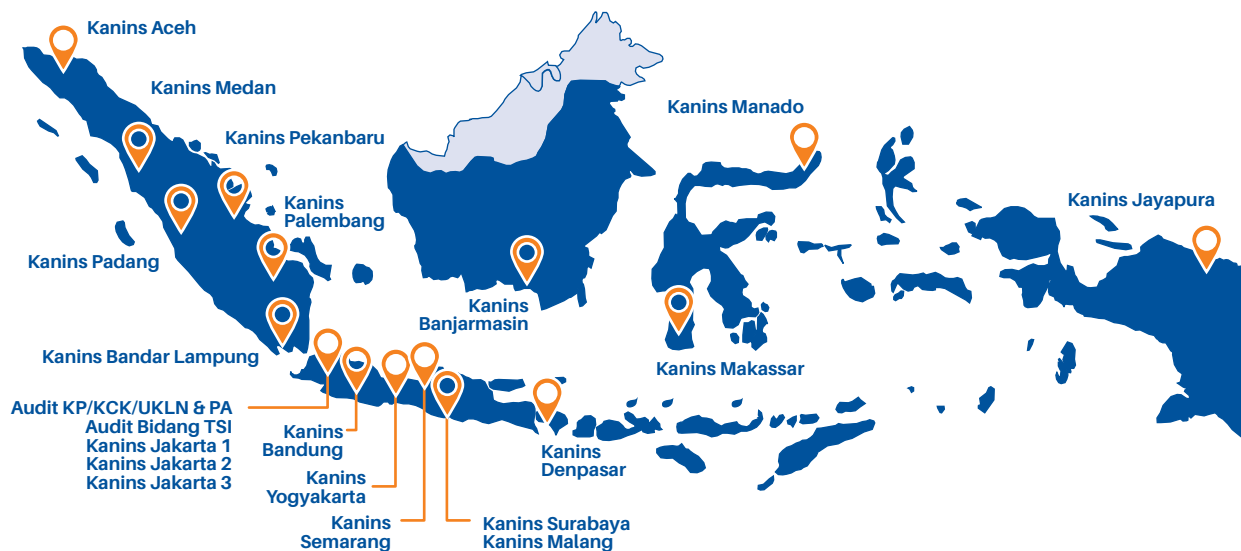 Kanins Aceh
Kanins Medan
Kanins Manado
Kanins Pekanbaru
Kanins
Palembang
Kanins Jayapura
Kanins Padang
Kanins
Banjarmasin
Kanins Bandar Lampung
Kanins Makassar
Audit KP/KCK/UKLN & PA
Audit Bidang TSI
Kanins Jakarta 1
Kanins Jakarta 2
Kanins Jakarta 3
Kanins
Bandung
Kanins
Denpasar
Kanins
Yogyakarta
Kanins
Semarang
Kanins Surabaya
Kanins Malang